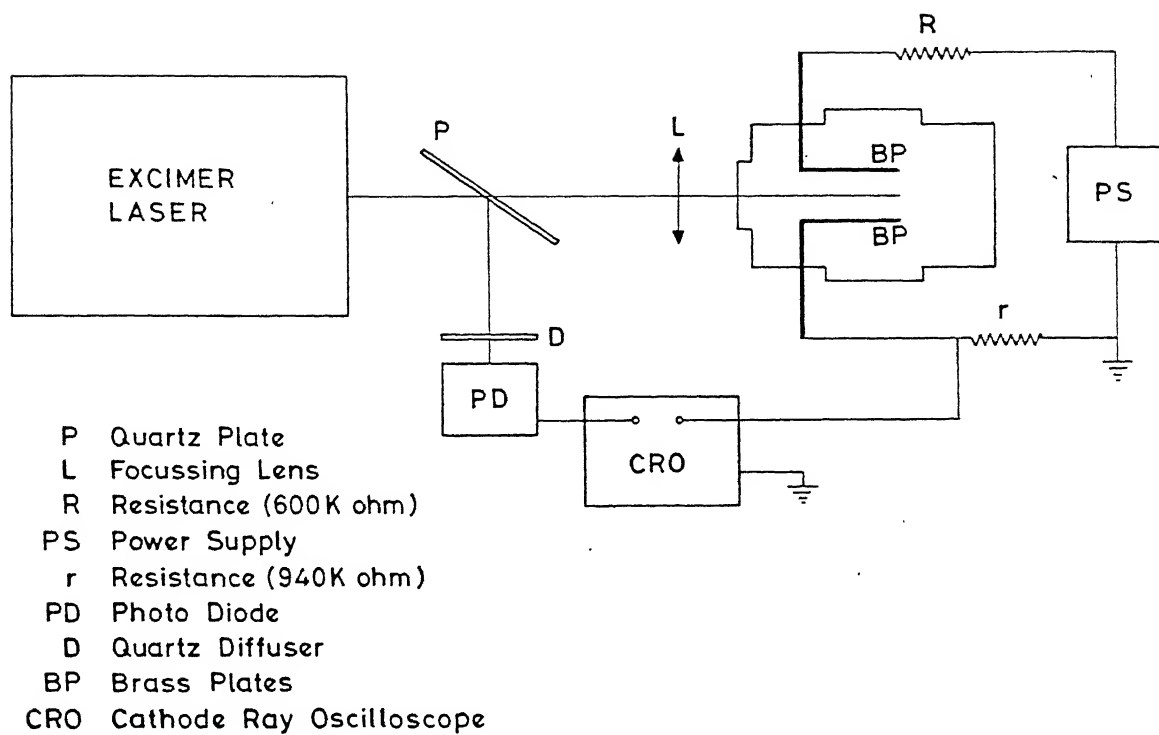 R
P
L
EXCIMER
LASER
BP
PS
BP
r
D
PD
CRO
P Quartz Plate
L Focussing Lens
R Resistance (600K ohm)
PS Power Supply
r Resistance (940K ohm)
PD Photo Diode
D Quartz Diffuser
BP Brass Plates
CRO Cathode Ray Oscilloscope